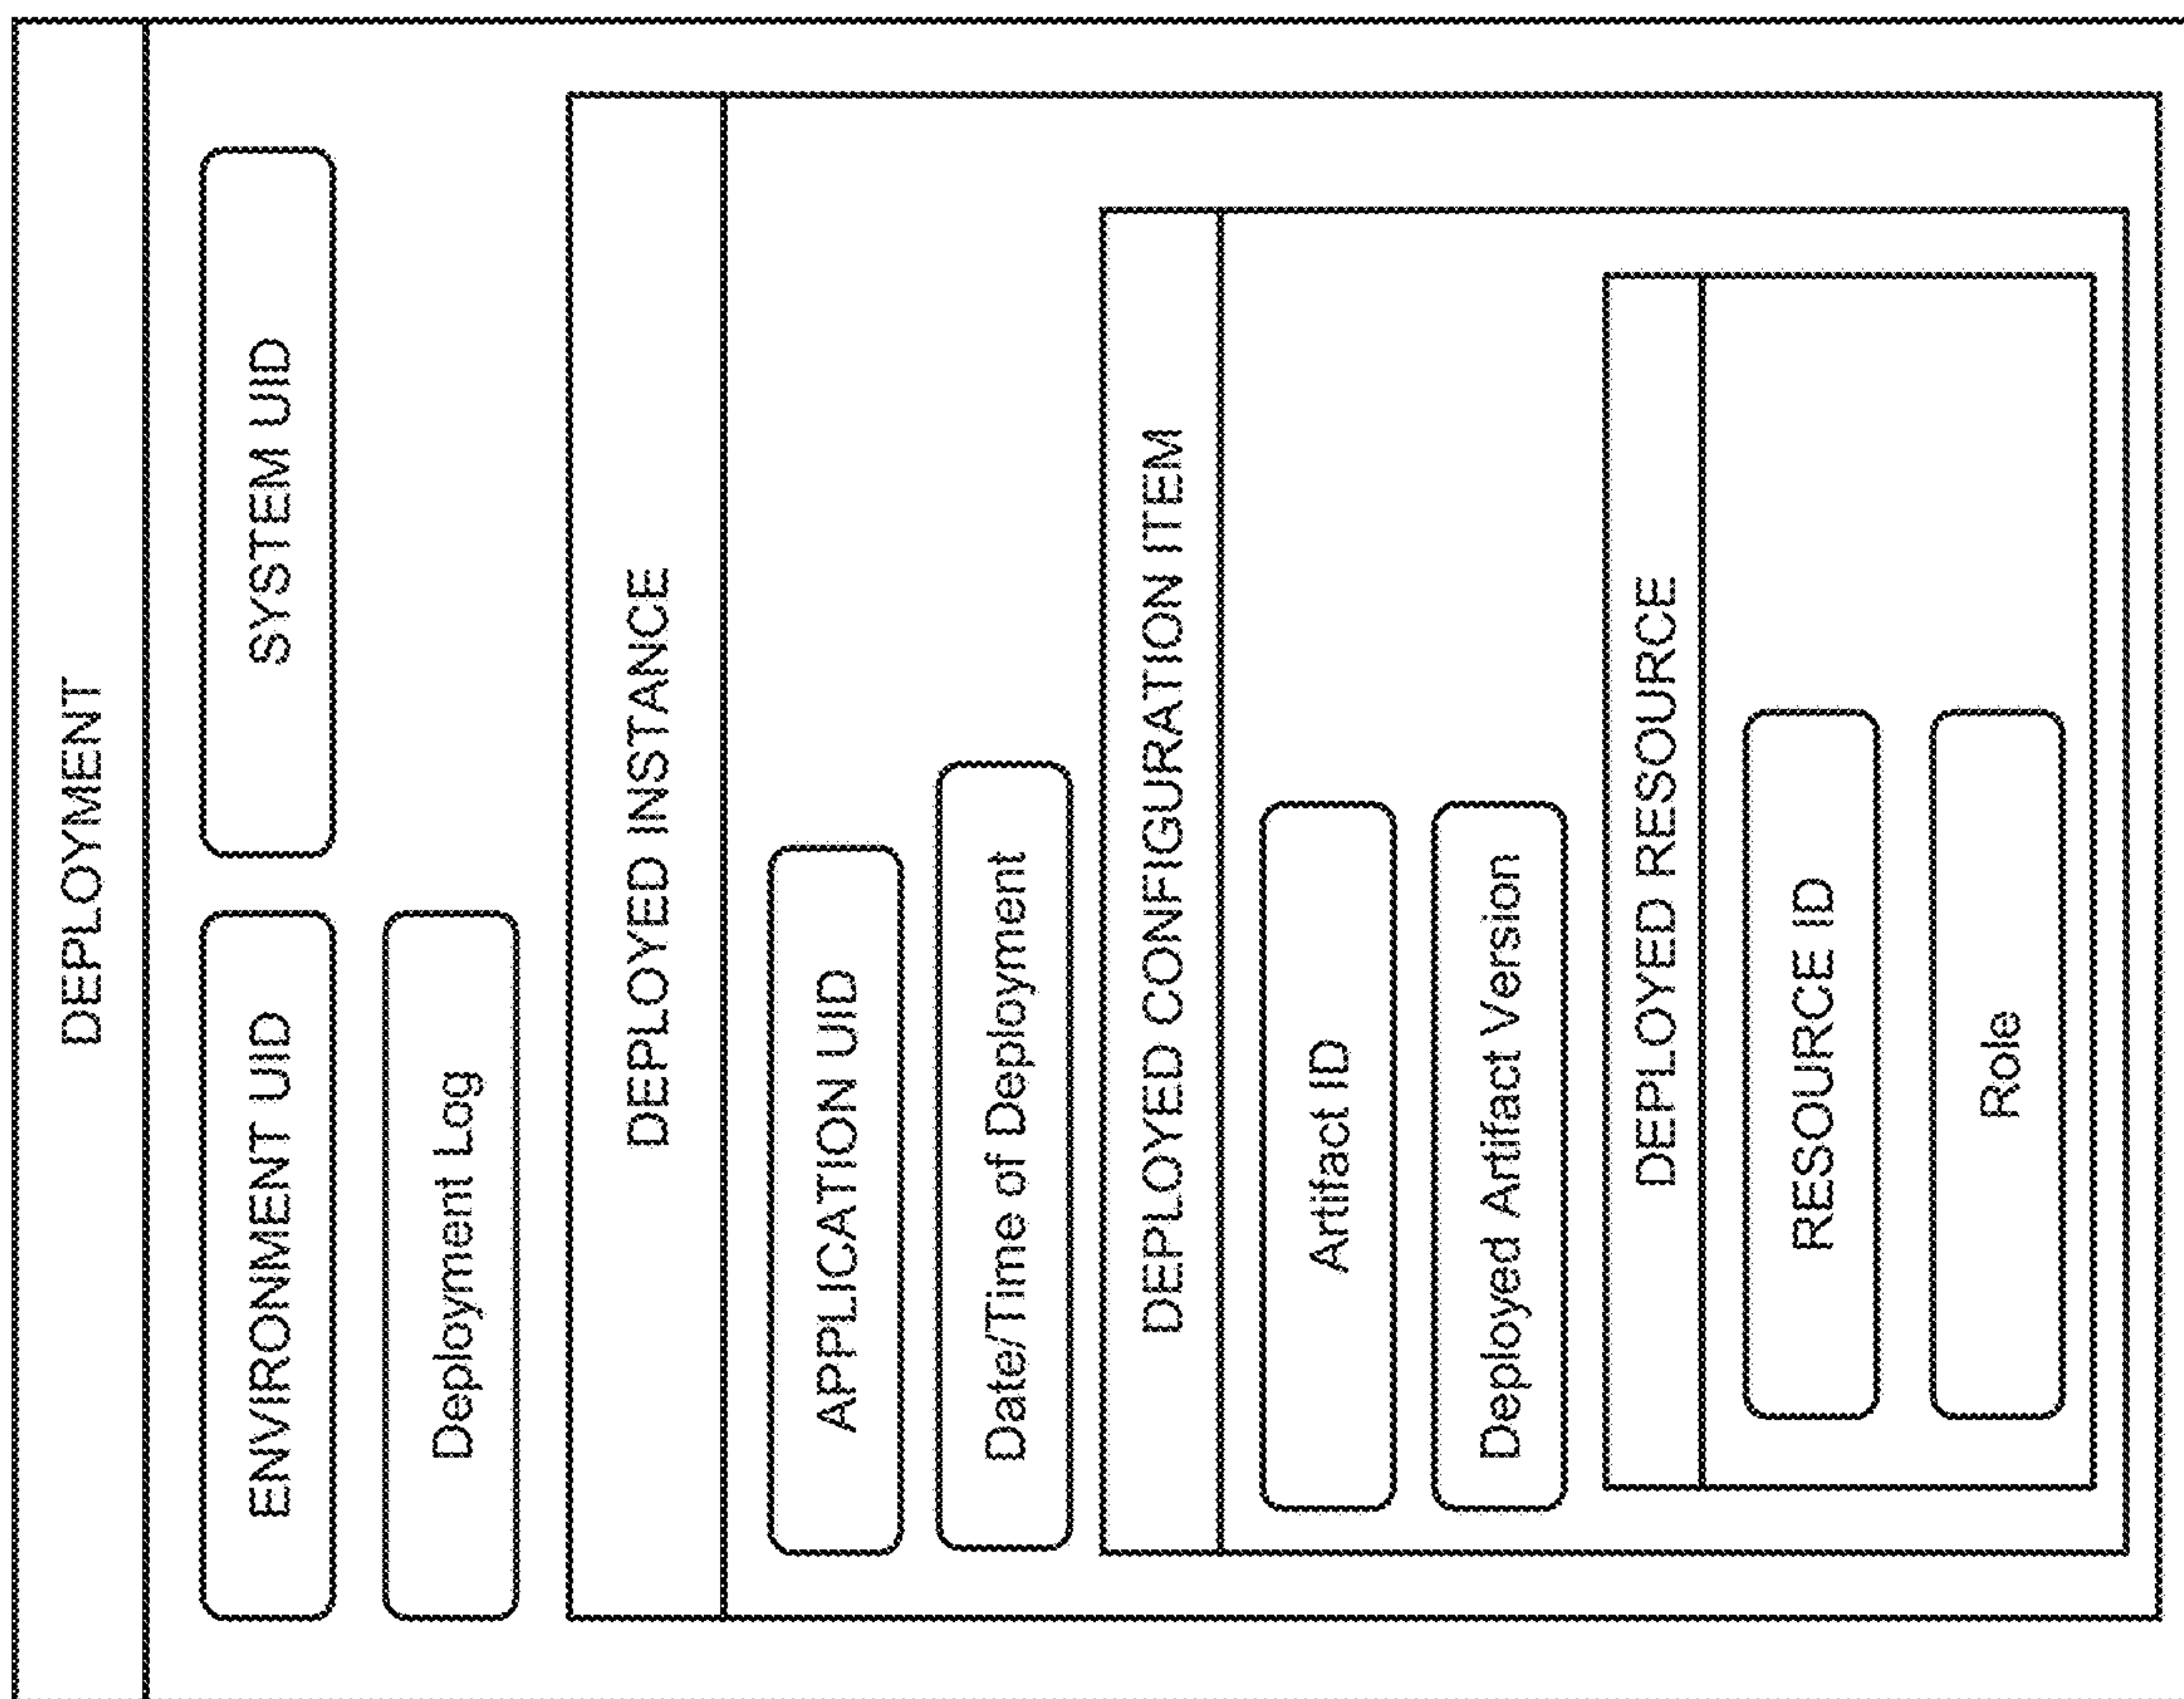 DEPLOYMENT
ENVIRONMENT UID
SYSTEM UID
Deployment Log
DEPLOYED INSTANCE
APPLICATION UID
Date/Time of Deployment
DEPLOYED CONFIGURATION ITEM
Artifact ID
Deployed Artifact Version
DEPLOYED RESOURCE
RESOURCE ID
Role